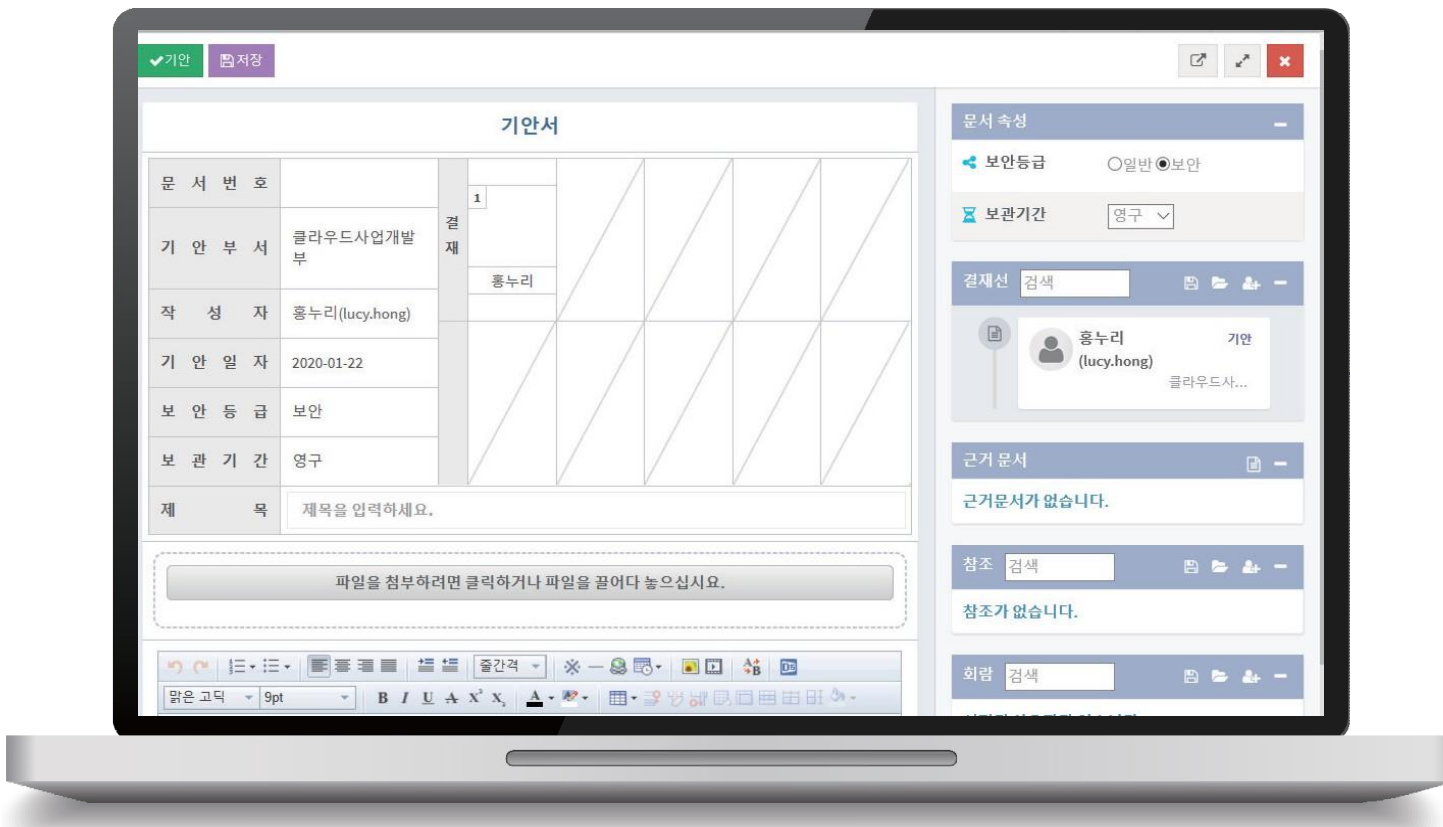 기안
저장
기안서
문서번호
기안부서
클라우드사업개발
부
작성자
홍누리(lucy.hong)
기안일자
2020-01-22
보안등급
보안
보관기간
영구
결
재
1
홍누리
제목
제목을 입력하세요.
파일을 첨부하려면 클릭하거나 파일을 끌어다 놓으십시요.
줄간격
맑은 고딕
9pt
B I U A X² X₂ A
문서 속성
보안등급
일반 보안
보관기간
영구
결재선 검색
홍누리
(lucy.hong)
기안
클라우드사...
근거 문서
근거문서가 없습니다.
참조 검색
참조가 없습니다.
회람 검색